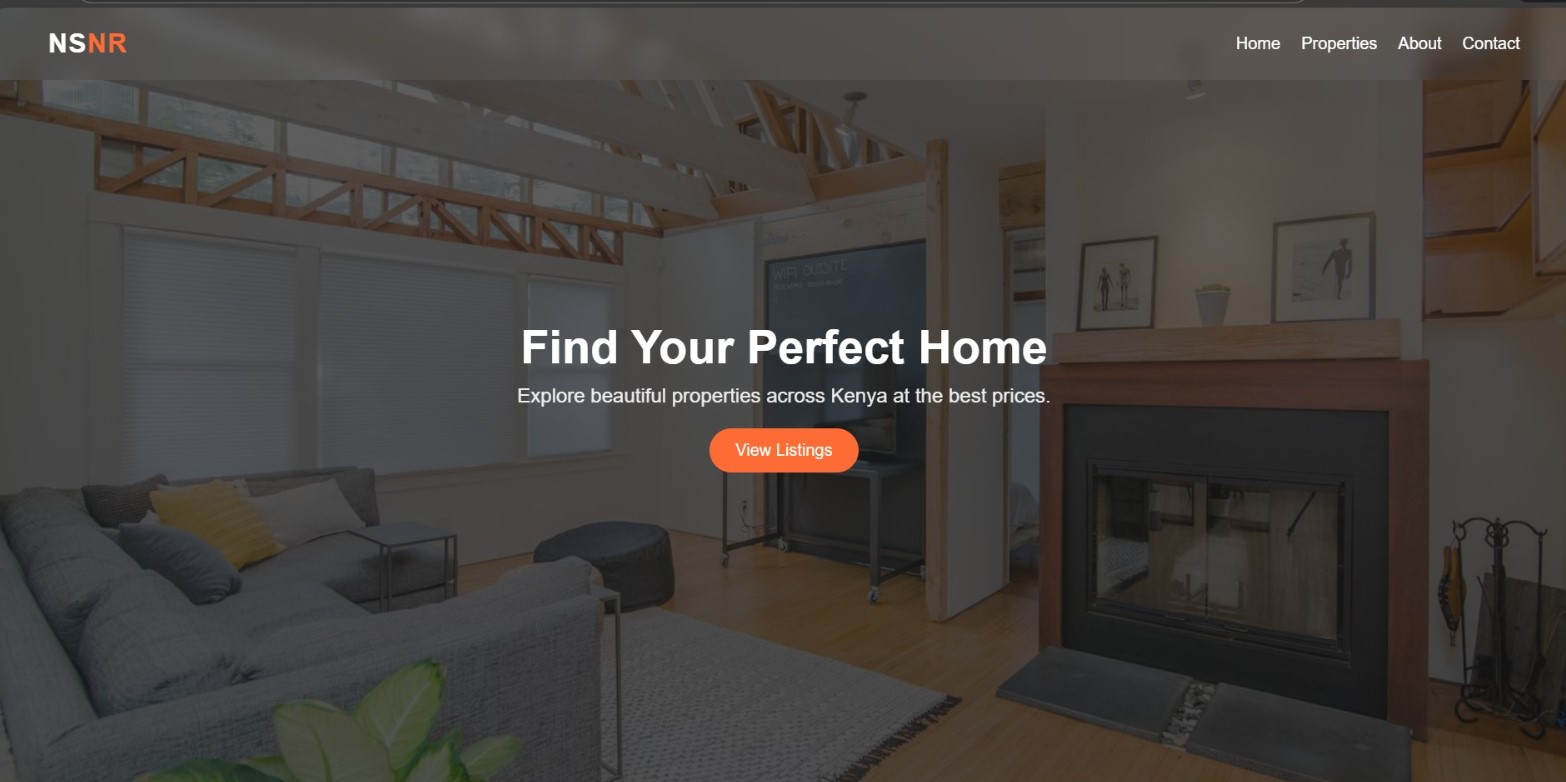 NSNR
Home Properties About Contact
WIFI OUTSITE
Find Your Perfect Home
Explore beautiful properties across Kenya at the best prices.
View Listings